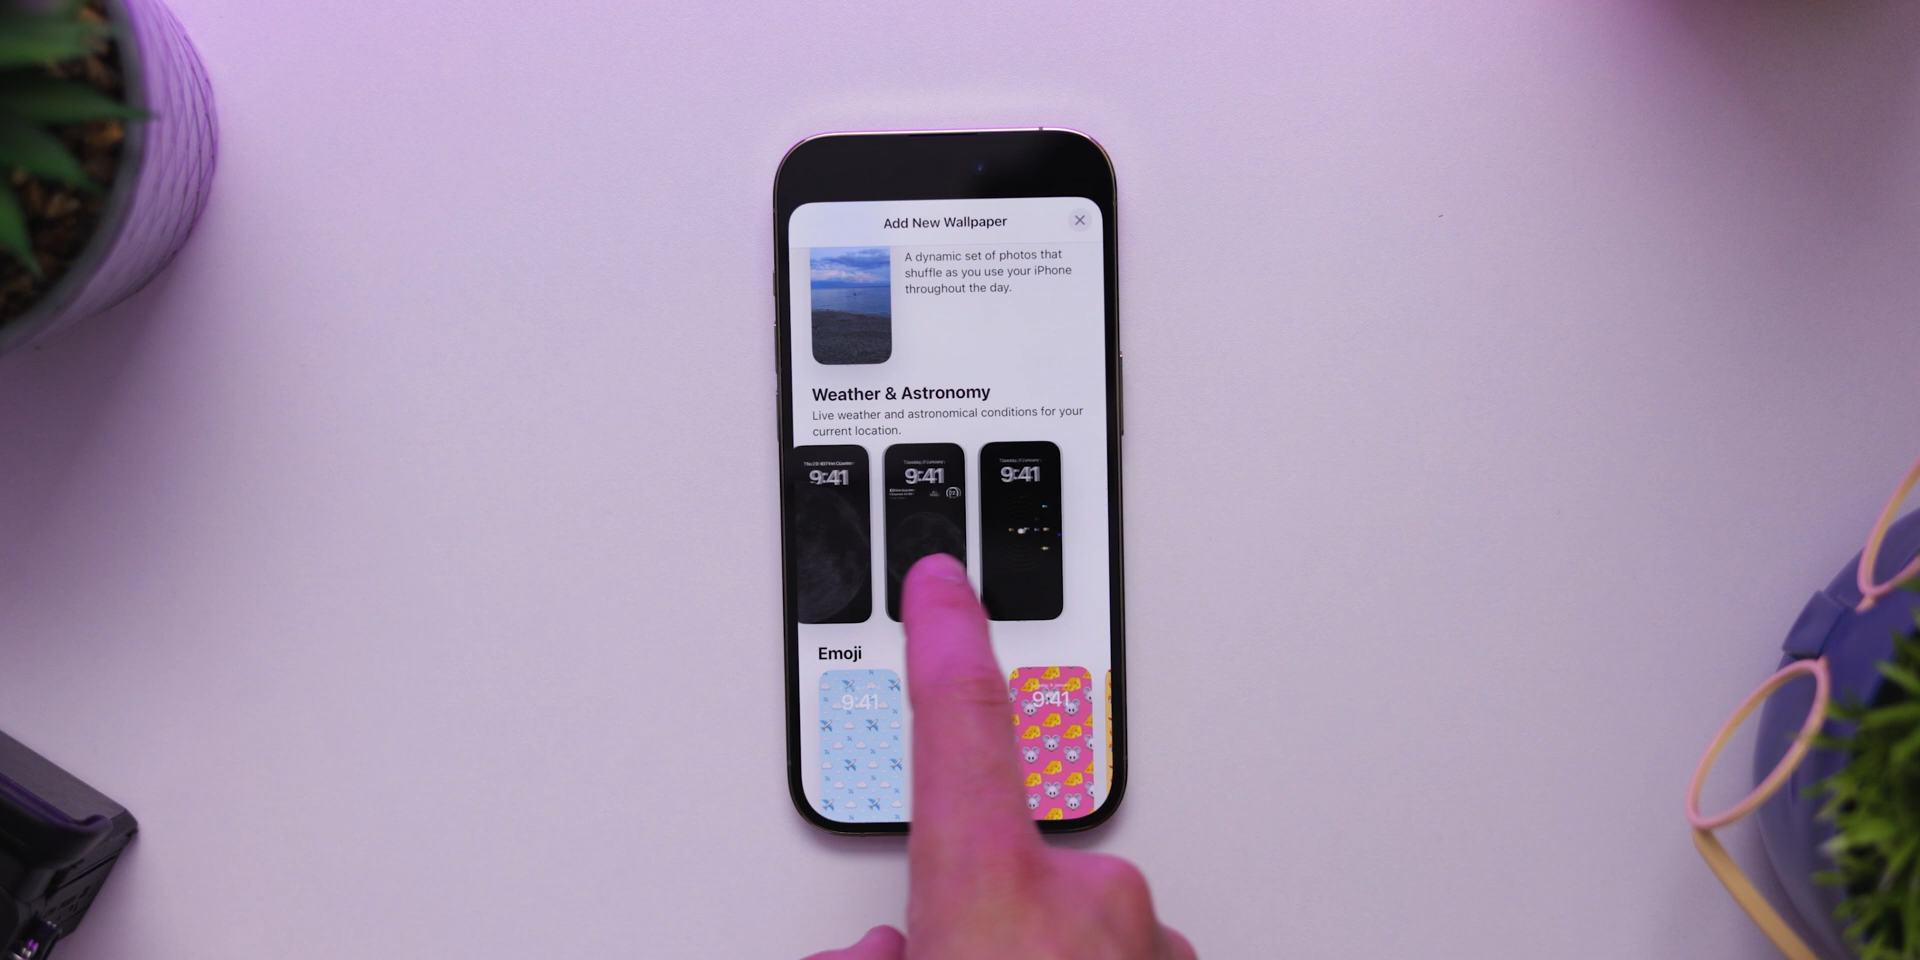 Add New Wallpaper
A dynamic set of photos that
shuffle as you use your iPhone
throughout the day.
Weather & Astronomy
Live weather and astronomical conditions for your
current location.
9:41
9:41
9:41
Emoji
9:41
9:41